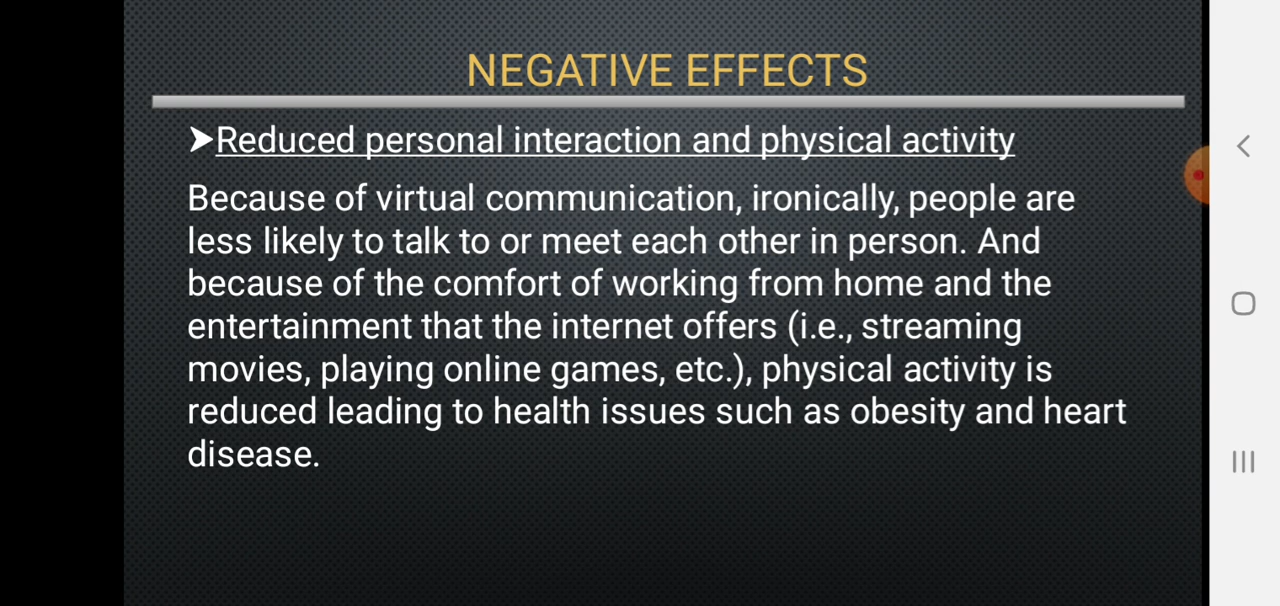 NEGATIVE EFFECTS
➤Reduced personal interaction and physical activity
Because of virtual communication, ironically, people are
less likely to talk to or meet each other in person. And
because of the comfort of working from home and the
entertainment that the internet offers (i.e., streaming
movies, playing online games, etc.), physical activity is
reduced leading to health issues such as obesity and heart
disease.